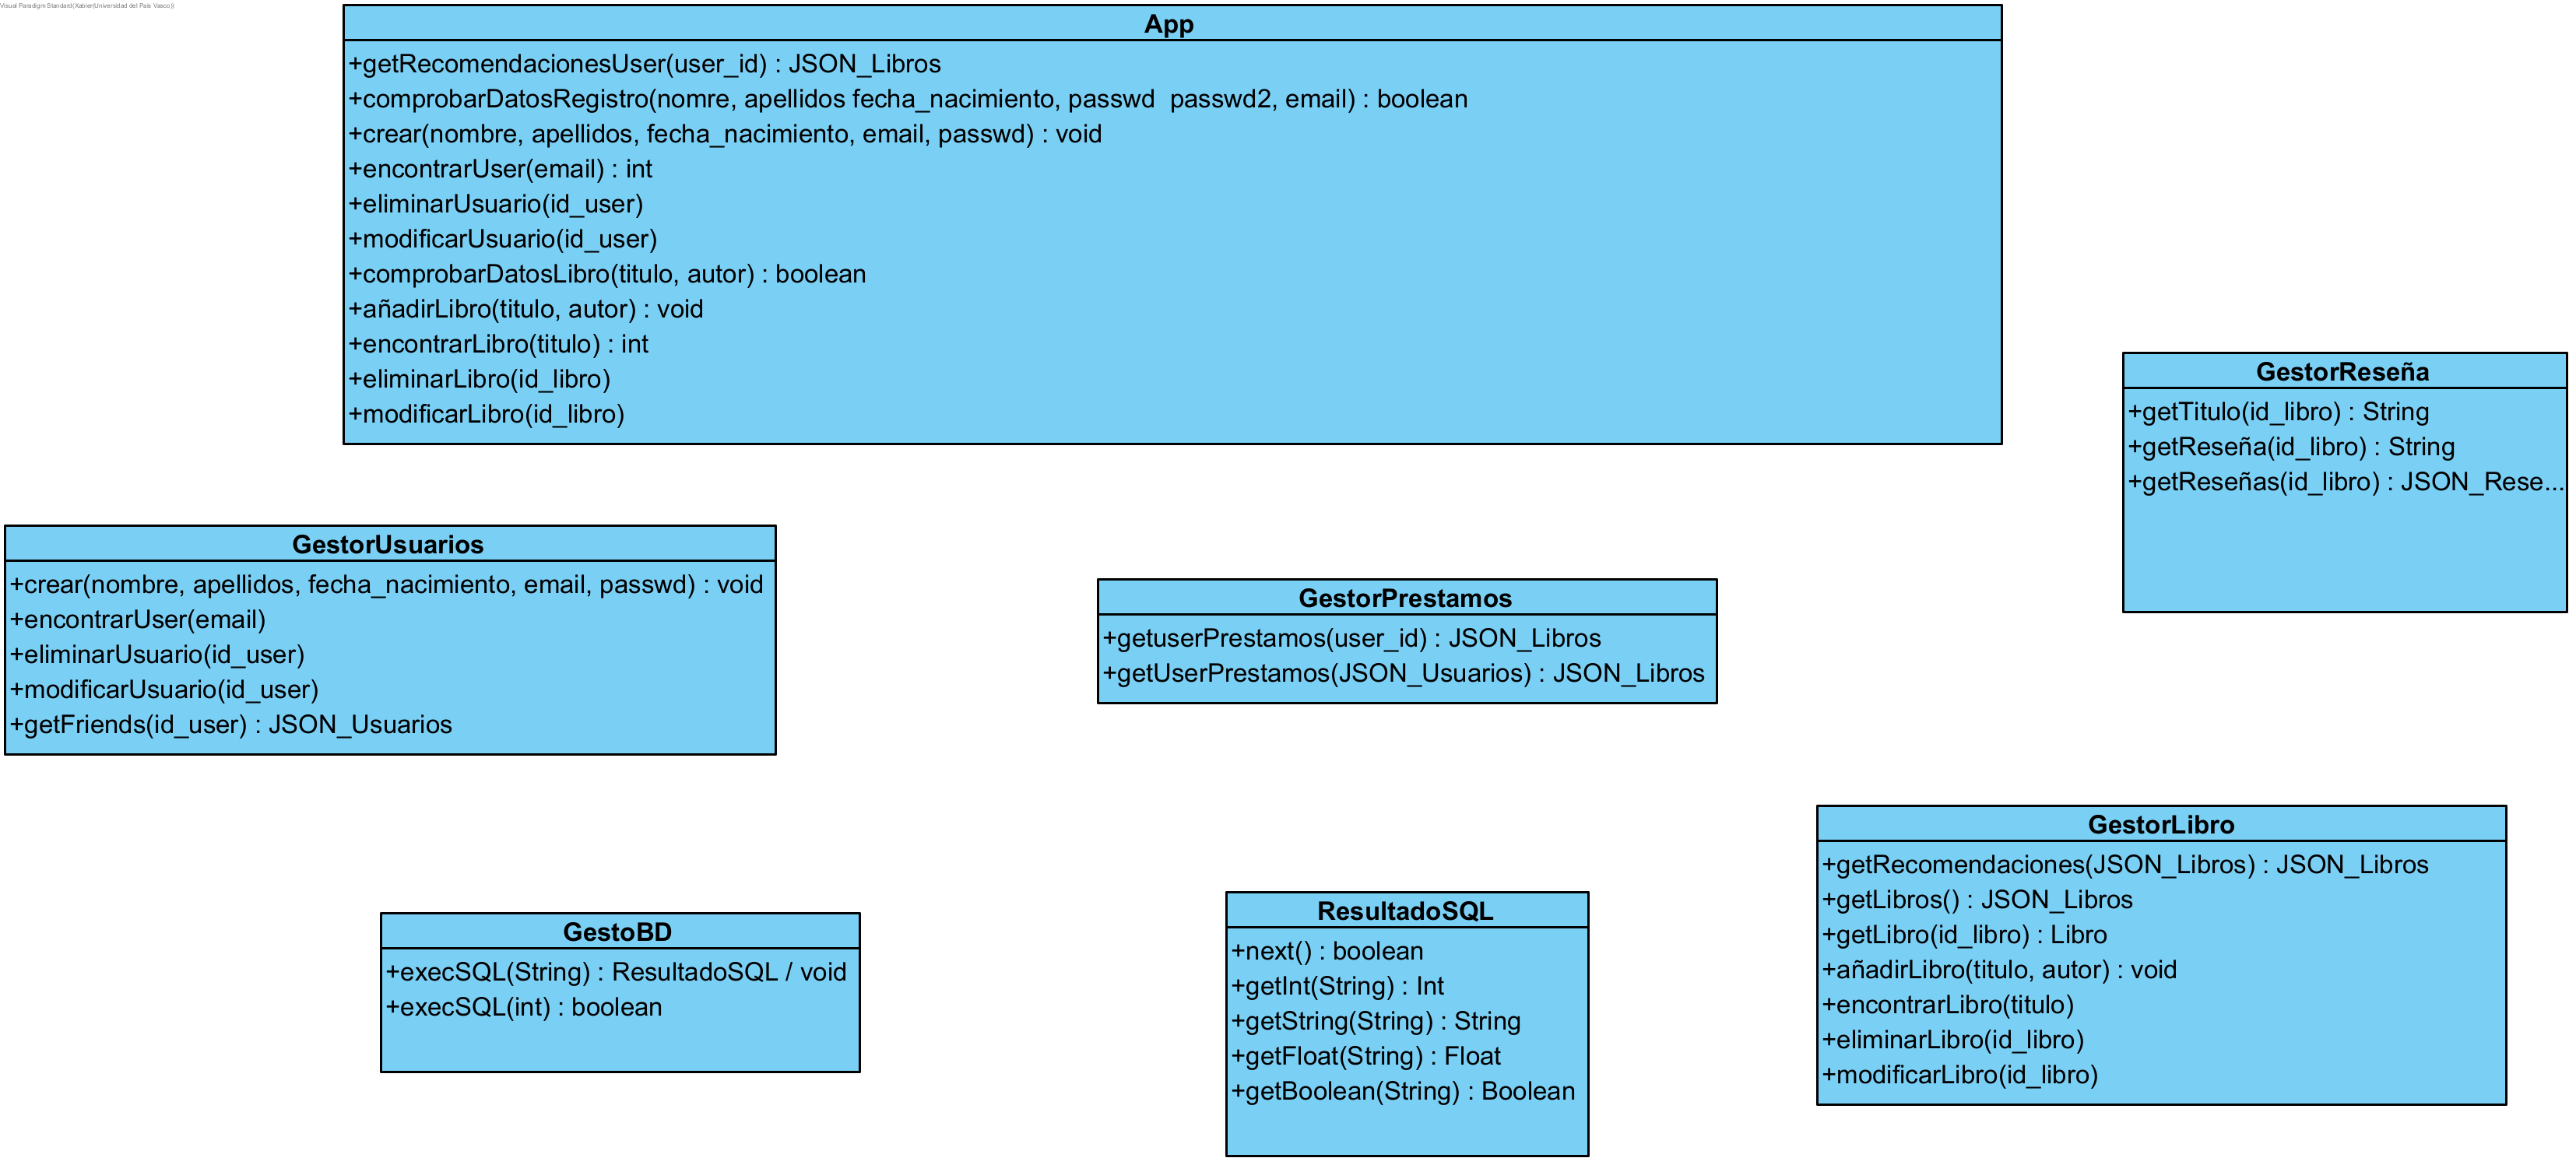 Visual Paradigm Standard(Xabier(Universidad del Pais Vasco))
App
+getRecomendacionesUser(user_id) : JSON_Libros
+comprobarDatosRegistro(nomre, apellidos fecha_nacimiento, passwd  passwd2, email) : boolean
+crear(nombre, apellidos, fecha_nacimiento, email, passwd) : void
+encontrarUser(email) : int
+eliminarUsuario(id_user)
+modificarUsuario(id_user)
+comprobarDatosLibro(titulo, autor) : boolean
+añadirLibro(titulo, autor) : void
+encontrarLibro(titulo) : int
+eliminarLibro(id_libro)
+modificarLibro(id_libro)
GestorReseña
+getTitulo(id_libro) : String
+getReseña(id_libro) : String
+getReseñas(id_libro) : JSON_Rese...
GestorUsuarios
+crear(nombre, apellidos, fecha_nacimiento, email, passwd) : void
+encontrarUser(email)
+eliminarUsuario(id_user)
+modificarUsuario(id_user)
+getFriends(id_user) : JSON_Usuarios
GestorPrestamos
+getuserPrestamos(user_id) : JSON_Libros
+getUserPrestamos(JSON_Usuarios) : JSON_Libros
GestorLibro
+getRecomendaciones(JSON_Libros) : JSON_Libros
+getLibros() : JSON_Libros
+getLibro(id_libro) : Libro
+añadirLibro(titulo, autor) : void
+encontrarLibro(titulo)
+eliminarLibro(id_libro)
+modificarLibro(id_libro)
GestoBD
+execSQL(String) : ResultadoSQL / void
+execSQL(int) : boolean
ResultadoSQL
+next() : boolean
+getInt(String) : Int
+getString(String) : String
+getFloat(String) : Float
+getBoolean(String) : Boolean